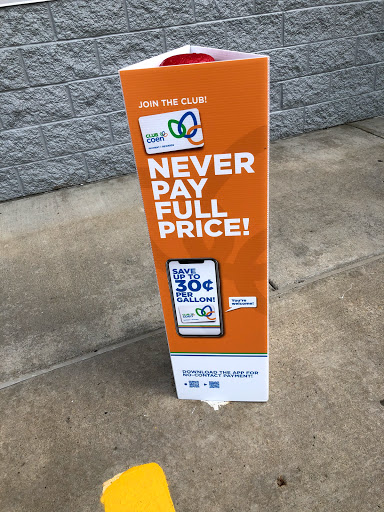 JOIN THE CLUB!
CLUB
coen
NEVER
PAY
FULL
PRICE!
SAVE
UP TO
30¢
PER
GALLON!
You're
welcome!
DOWNLOAD THE APP FOR
NO-CONTACT PAYMENT!